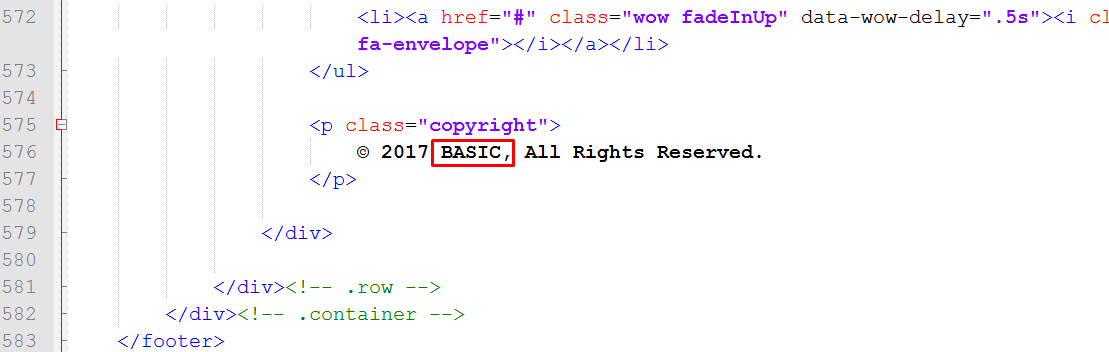 572 <li><a href="#" class="wow fadeInUp" data-wow-delay=".5s"><i cl
fa-envelope"></i></a></li>
573 </ul>
574
575 <p class="copyright">
576 © 2017 BASIC, All Rights Reserved.
577 </p>
578
579 </div>
580
581 </div><!-- .row -->
582 </div><!-- .container -->
583 </footer>